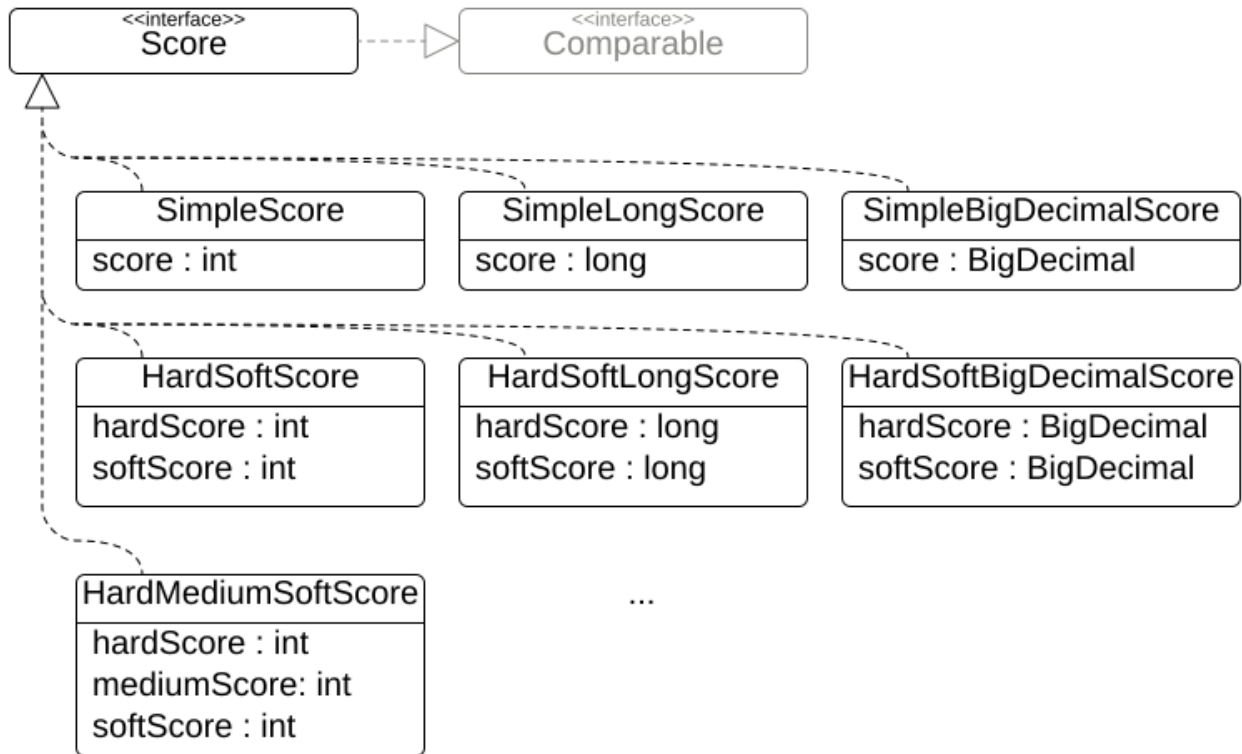 <<interface>>
Score
<<interface>>
Comparable
SimpleScore
score : int
SimpleLongScore
score : long
SimpleBigDecimalScore
score : BigDecimal
HardSoftScore
hardScore : int
softScore : int
HardSoftLongScore
hardScore : long
softScore : long
HardSoftBigDecimalScore
hardScore : BigDecimal
softScore : BigDecimal
HardMediumSoftScore
hardScore : int
mediumScore: int
softScore : int
...